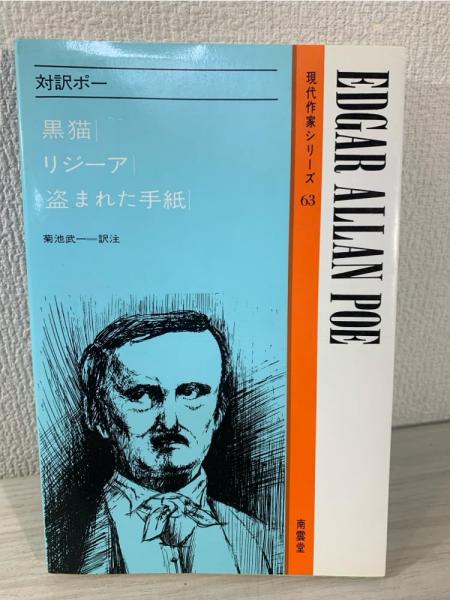 対訳ポー
黒猫
リジーア
盗まれた手紙
菊池武一=訳注
現代作家シリーズ 63
南雲堂
EDGAR ALLAN POE